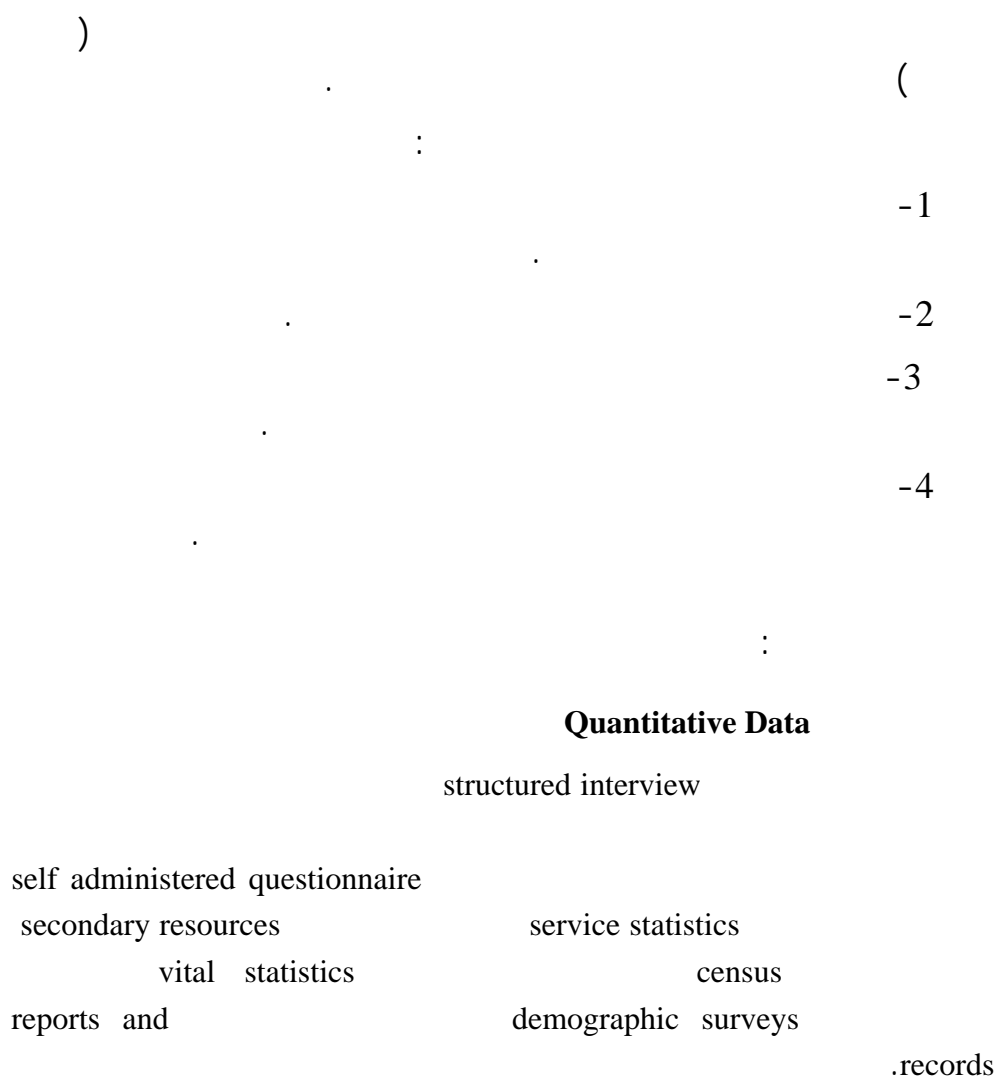 )
. (
:
-1
.
-2 .
-3
.
-4
.
:
Quantitative Data
structured interview
self administered questionnaire
service statistics secondary resources
census vital statistics
demographic surveys reports and
records.